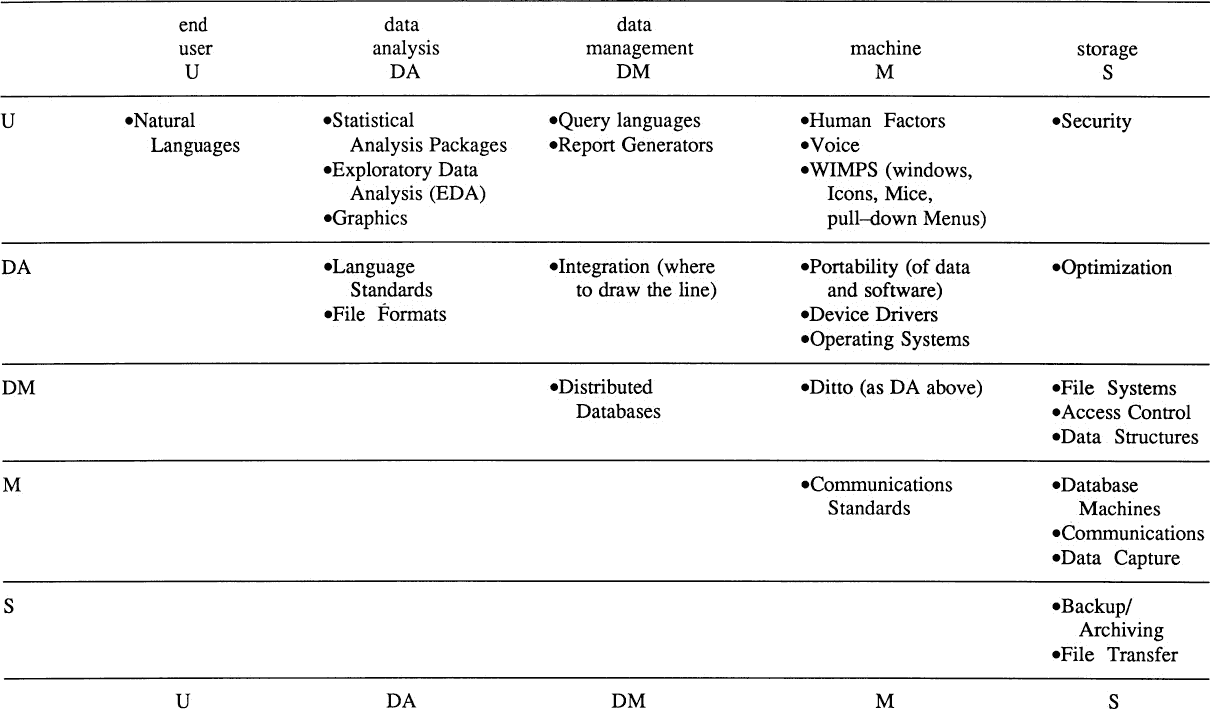 end data data
user analysis management machine storage
U DA DM M S
U •Natural •Statistical •Query languages •Human Factors •Security
Languages Analysis Packages •Report Generators •Voice
•Exploratory Data •WIMPS (windows,
Analysis (EDA) Icons, Mice,
•Graphics pull–down Menus)
DA •Language •Integration (where •Portability (of data •Optimization
Standards to draw the line) and software)
•File Formats •Device Drivers
•Operating Systems
DM •Distributed •Ditto (as DA above) •File Systems
Databases •Access Control
•Data Structures
M •Communications •Database
Standards Machines
•Communications
•Data Capture
S •Backup/
Archiving
•File Transfer
U DA DM M S